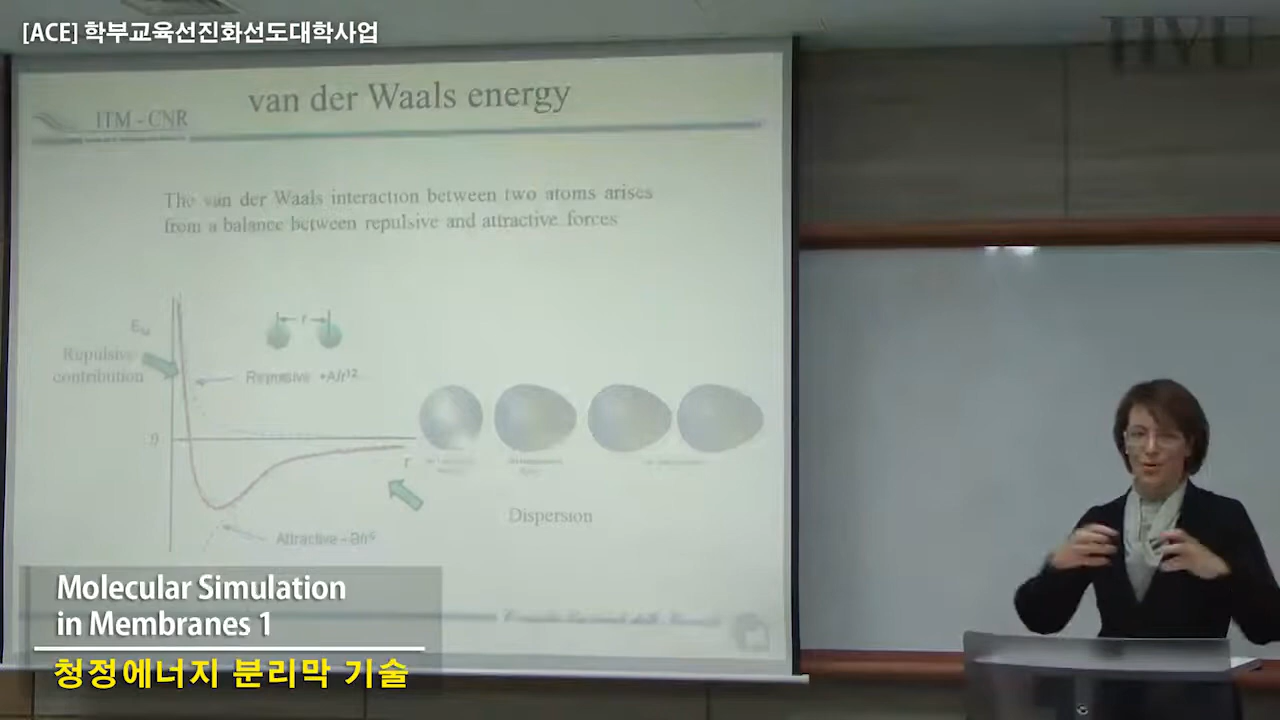 [ACE] 학부교육선진화선도대학사업
HYU
van der Waals energy
ITM - CNR
The van der Waals interaction between two atoms arises
from a balance between repulsive and attractive forces
r
Repulsive
contribution
Repulsive +A/r¹²
0
r
Dispersion
Attractive - B/r⁶
Molecular Simulation
in Membranes 1
청정에너지 분리막 기술